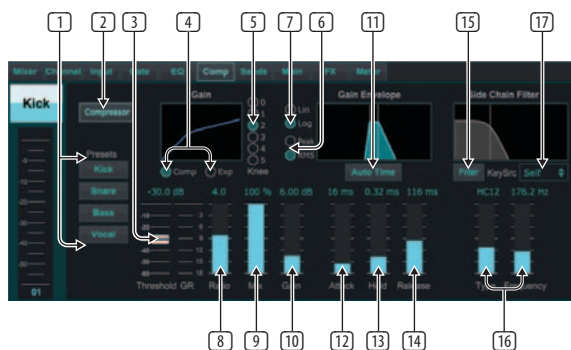 1 2 3 4 5 7 6 11 15 17
Mixer Channel Input Gate EQ Comp Sends Main FX Meter
Kick
Gain
Gain Envelope
Side Chain Filter
Compressor
0
1
2
3
4
5
Knee
Lin
Log
Peak
RMS
Presets
Kick
Snare
Bass
Vocal
Comp Exp
Auto Time
Filter KeySrc Self
-30.0 dB 4.0 100 % 6.00 dB 16 ms 0.32 ms 116 ms HC12 176.2 Hz
Threshold GR Ratio Mix Gain Attack Hold Release Type Frequency
01
8 9 10 12 13 14 16